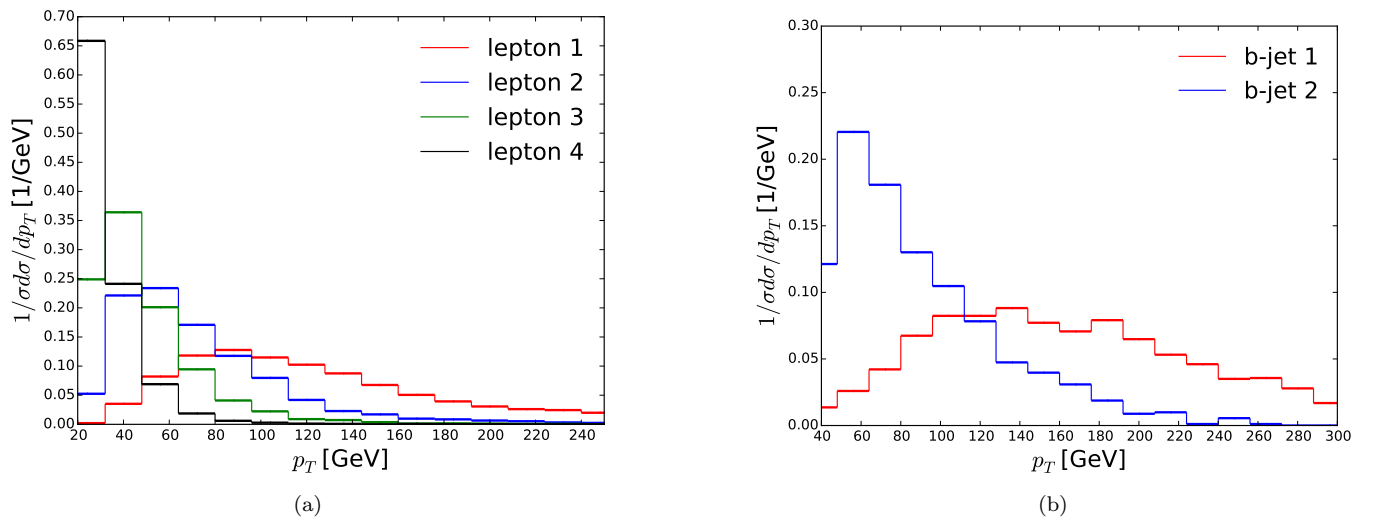 0.70
0.65
0.60
0.55
0.50
0.45
0.40
0.35
0.30
0.25
0.20
0.15
0.10
0.05
0.00
1/σdσ/dp_T [1/GeV]
lepton 1
lepton 2
lepton 3
lepton 4
20 40 60 80 100 120 140 160 180 200 220 240
p_T [GeV]
(a)
0.30
0.25
0.20
0.15
0.10
0.05
0.00
1/σdσ/dp_T [1/GeV]
b-jet 1
b-jet 2
40 60 80 100 120 140 160 180 200 220 240 260 280 300
p_T [GeV]
(b)